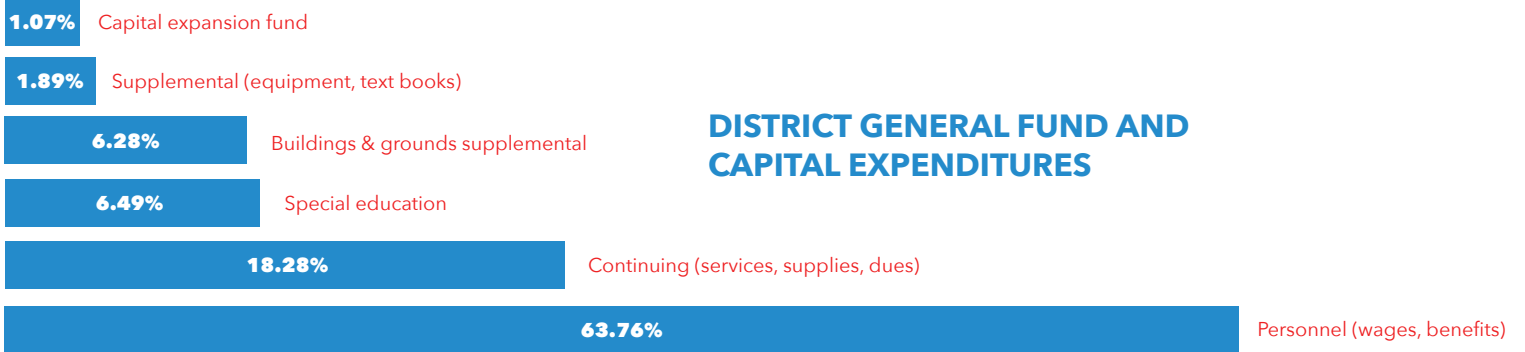 1.07% Capital expansion fund
1.89% Supplemental (equipment, text books)
6.28% Buildings & grounds supplemental
DISTRICT GENERAL FUND AND
CAPITAL EXPENDITURES
6.49% Special education
18.28% Continuing (services, supplies, dues)
63.76% Personnel (wages, benefits)